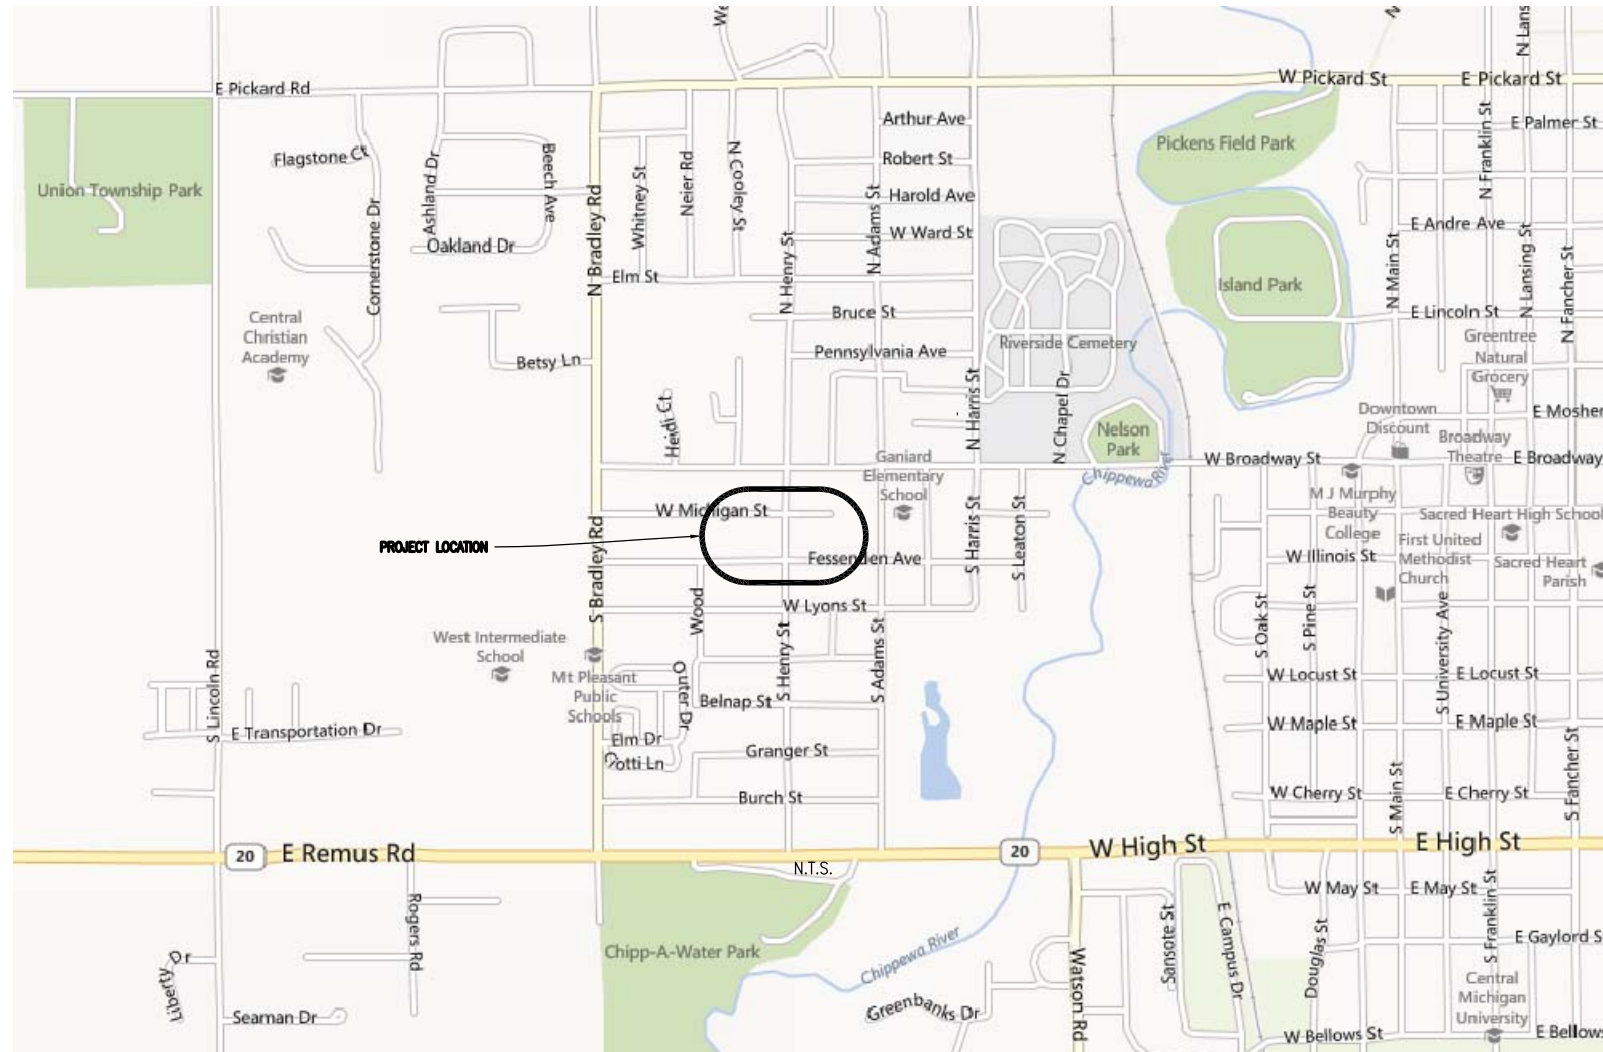 We
N
N Lans
W Pickard St
E Pickard St
E Pickard Rd
Arthur Ave
E Palmer St
N Franklin St
Flagstone Ct
Ashland Dr
Beech Ave
Whitney St
Neier Rd
N Cooley St
Robert St
Pickens Field Park
Union Township Park
N Bradley Rd
Harold Ave
N Adams St
Cornerstone Dr
W Ward St
E Andre Ave
Oakland Dr
N Henry St
N Main St
N Lansing St
N Fancher St
Elm St
Island Park
Central
Christian
Academy
Bruce St
E Lincoln St
Riverside Cemetery
Greentree
Natural
Grocery
Betsy Ln
Pennsylvania Ave
N Harris St
N Chapel Dr
Heidi Ct
Downtown
Discount
E Mosher
Nelson
Park
Broadway
Theatre
Ganiard
Elementary
School
W Broadway St
E Broadway
Chippewa River
M J Murphy
Beauty
College
W Michigan St
S Harris St
S Leaton St
Sacred Heart High School
S Bradley Rd
PROJECT LOCATION
First United
Methodist
Church
Fessenden Ave
W Illinois St
Sacred Heart
Parish
Wood
W Lyons St
S Oak St
S Pine St
S University Ave
West Intermediate
School
S Henry St
S Adams St
S Lincoln Rd
Mt Pleasant
Public
Schools
Outer Dr
W Locust St
E Locust St
Belnap St
E Transportation Dr
W Maple St
E Maple St
Elm Dr
Crotti Ln
Granger St
S Main St
S Fancher St
Burch St
W Cherry St
E Cherry St
20
E Remus Rd
20
W High St
E High St
N.T.S.
W May St
E May St
Rogers Rd
Sansote St
E Campus Dr
Douglas St
S Franklin St
E Gaylord S
Chipp-A-Water Park
Chippewa River
Watson Rd
Liberty Dr
Central
Michigan
University
Greenbanks Dr
Seaman Dr
W Bellows St
E Bellows